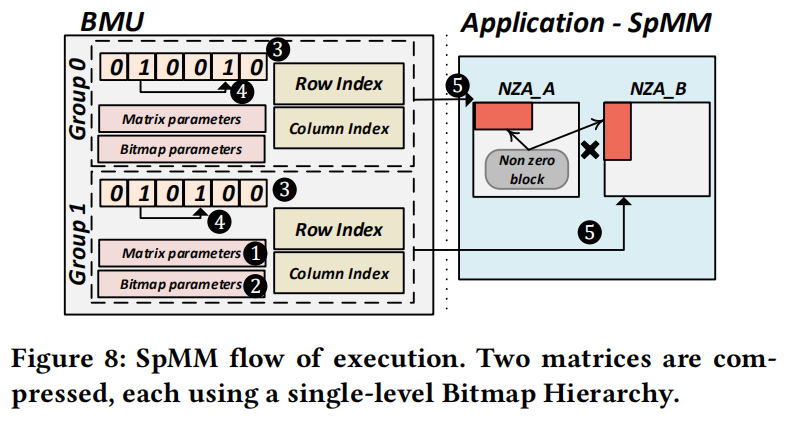 BMU
Application - SpMM
Group 0
0 1 0 0 1 0
3
4
Row Index
Column Index
Matrix parameters
Bitmap parameters
5
NZA_A
NZA_B
Non zero
block
Group 1
0 1 0 1 0 0
3
4
Row Index
Column Index
Matrix parameters 1
Bitmap parameters 2
5
Figure 8: SpMM flow of execution. Two matrices are com-
pressed, each using a single-level Bitmap Hierarchy.